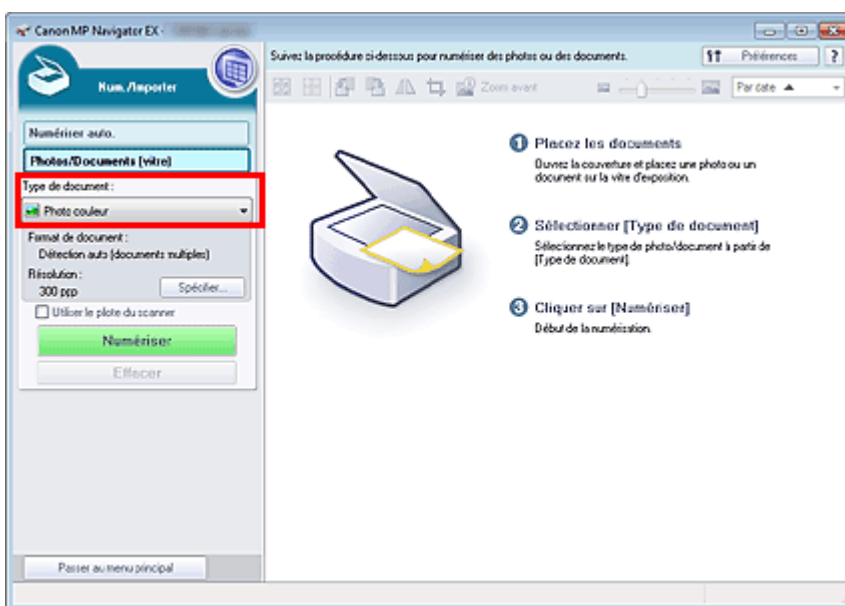 Canon MP Navigator EX -
Num./Importer
Suivez la procédure si-dessous pour numériser des photos ou des documents.
Préférences
?
Zoom avant
Par date
Numériser auto.
Photos/Documents (vitre)
Type de document :
Photo couleur
Format de document :
Détection auto (documents multiples)
Résolution :
300 ppp
Spécifier...
Utiliser le pilote du scanner
Numériser
Effacer
1 Placez les documents
Ouvrez la couverture et placez une photo ou un
document sur la vitre d'exposition.
2 Sélectionner [Type de document]
Sélectionnez le type de photo/document à partir de
[Type de document].
3 Cliquer sur [Numériser]
Début de la numérisation.
Passer au menu principal